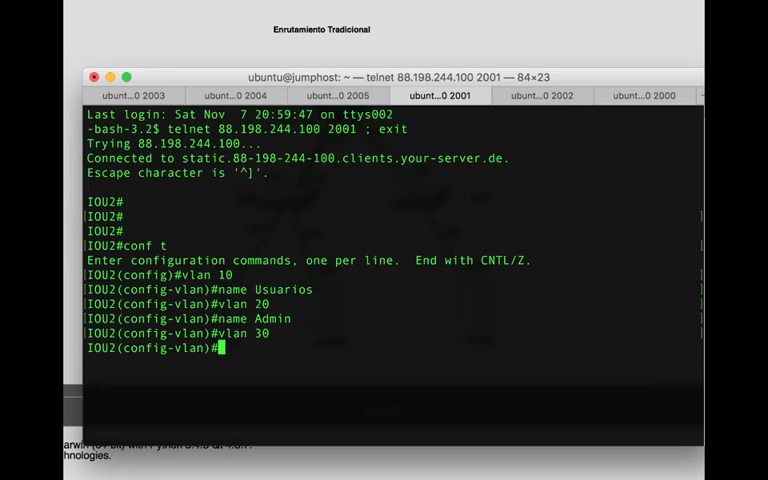 Enrutamiento Tradicional
ubuntu@jumphost: ~ — telnet 88.198.244.100 2001 — 84×23
ubunt...0 2003
ubunt...0 2004
ubunt...0 2005
ubunt...0 2001
ubunt...0 2002
ubunt...0 2000
Last login: Sat Nov  7 20:59:47 on ttys002
-bash-3.2$ telnet 88.198.244.100 2001 ; exit
Trying 88.198.244.100...
Connected to static.88-198-244-100.clients.your-server.de.
Escape character is '^]'.
IOU2#
IOU2#
IOU2#
IOU2#conf t
Enter configuration commands, one per line.  End with CNTL/Z.
IOU2(config)#vlan 10
IOU2(config-vlan)#name Usuarios
IOU2(config-vlan)#vlan 20
IOU2(config-vlan)#name Admin
IOU2(config-vlan)#vlan 30
IOU2(config-vlan)#
hnologies.